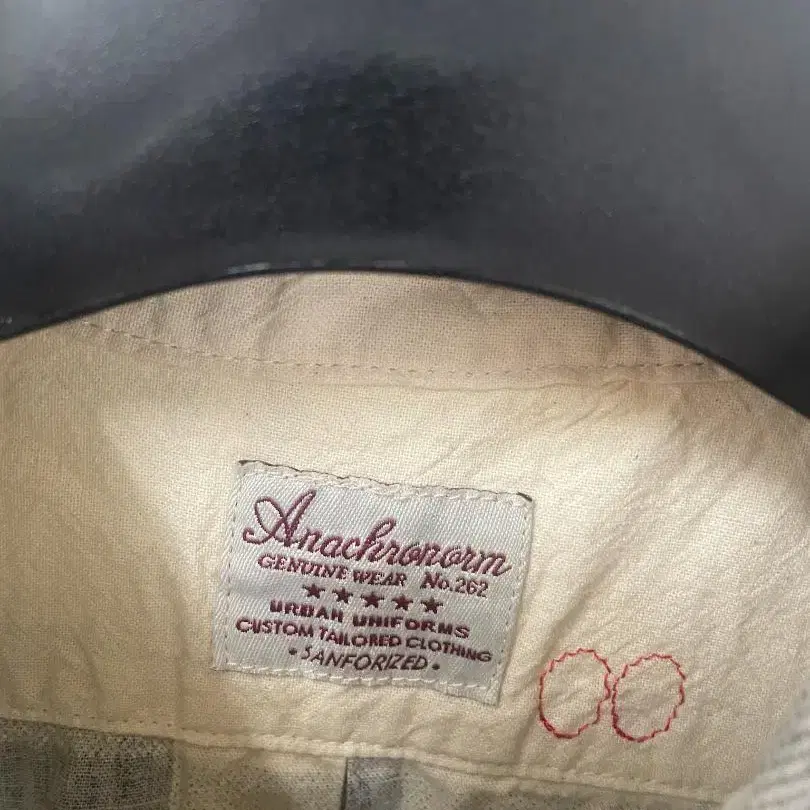 Anachronorm
GENUINE WEAR No.262
★★★★★
URBAN UNIFORMS
CUSTOM TAILORED CLOTHING
• SANFORIZED •
00